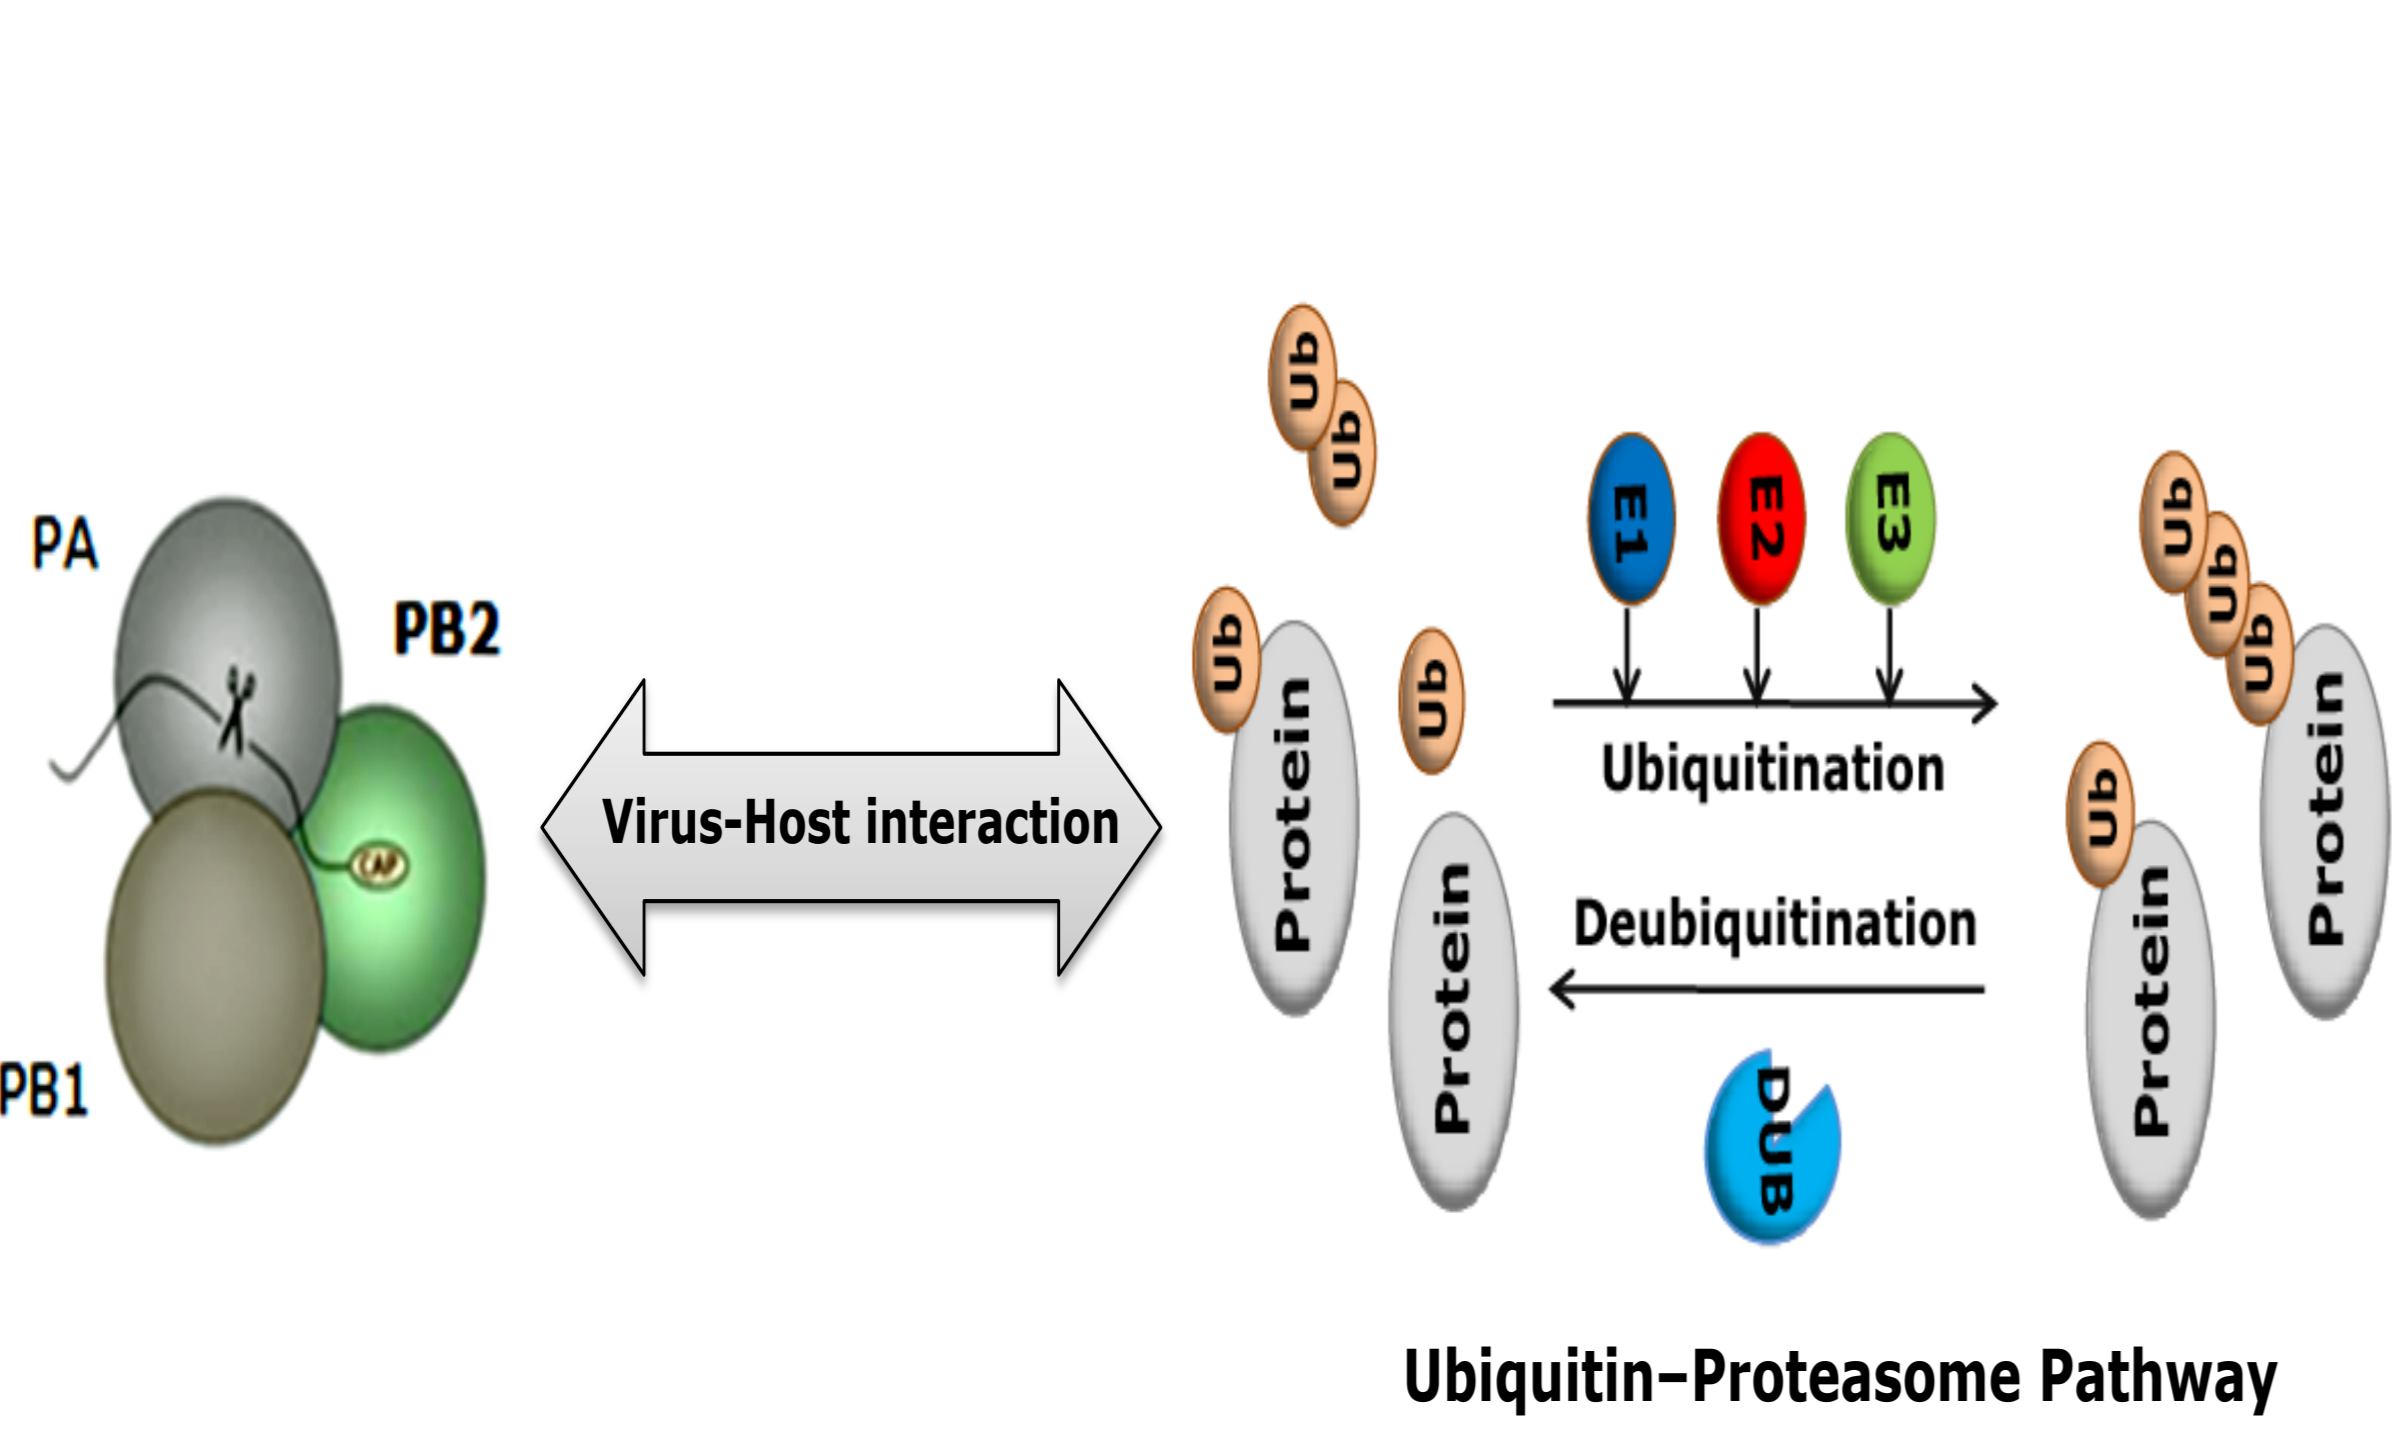 PA
PB2
CAP
PB1
Virus-Host interaction
Ub
Ub
Ub
Protein
Ub
Protein
E1
E2
E3
Ubiquitination
Deubiquitination
DUB
Ub
Ub
Ub
Protein
Ub
Protein
Ubiquitin–Proteasome Pathway